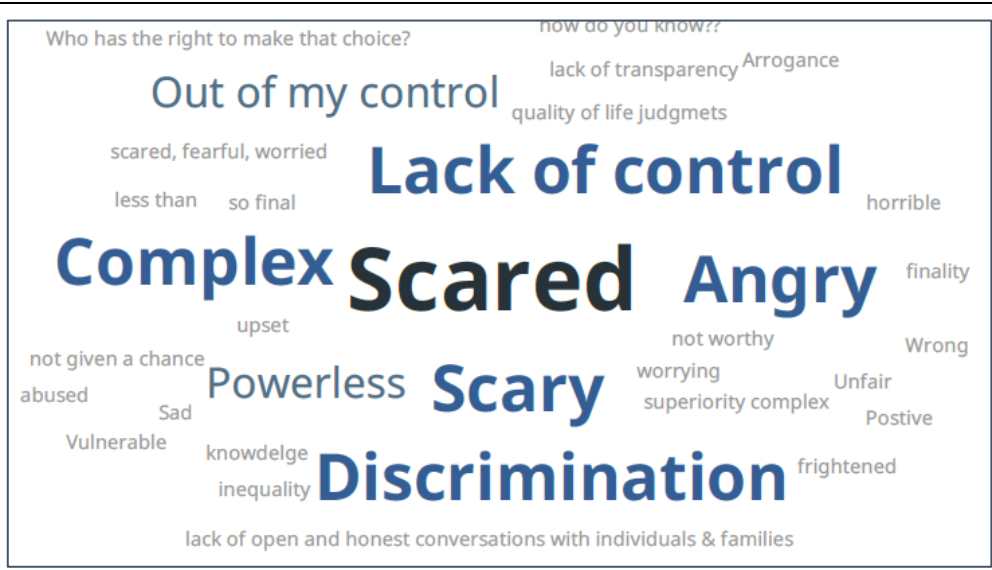 how do you know??
Who has the right to make that choice?
Arrogance
lack of transparency
Out of my control
quality of life judgmets
scared, fearful, worried
Lack of control
less than
so final
horrible
Complex
Scared
Angry
finality
upset
not worthy
Wrong
not given a chance
worrying
Powerless
Scary
Unfair
abused
superiority complex
Sad
Postive
Vulnerable
knowdelge
frightened
inequality
Discrimination
lack of open and honest conversations with individuals & families